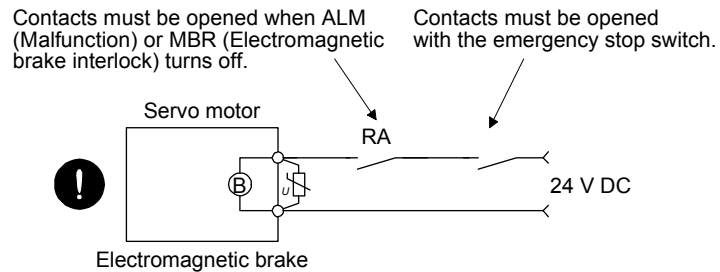 Contacts must be opened when ALM
(Malfunction) or MBR (Electromagnetic
brake interlock) turns off.
Contacts must be opened
with the emergency stop switch.
Servo motor
RA
B
U
24 V DC
Electromagnetic brake